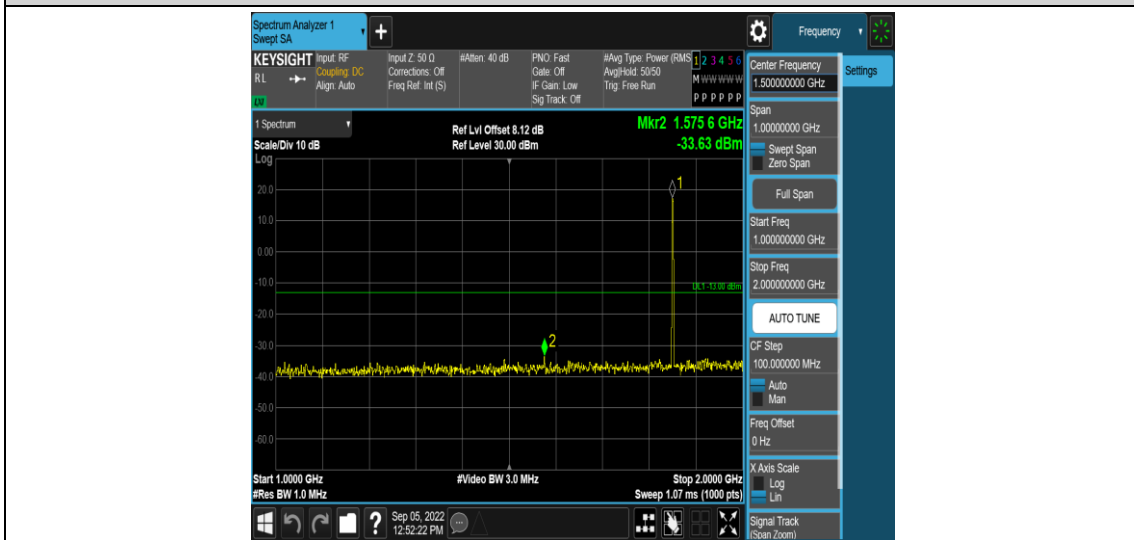 Spectrum Analyzer 1
Swept SA
+
Frequency
KEYSIGHT
RL
Input: RF
Coupling: DC
Align: Auto
Input Z: 50 Ω
Corrections: Off
Freq Ref: Int (S)
#Atten: 40 dB
PNO: Fast
Gate: Off
IF Gain: Low
Sig Track: Off
#Avg Type: Power (RMS
Avg|Hold: 50/50
Trig: Free Run
1 2 3 4 5 6
M W W W W W
P P P P P P
1 Spectrum
Scale/Div 10 dB
Ref Lvl Offset 8.12 dB
Ref Level 30.00 dBm
Mkr2 1.575 6 GHz
-33.63 dBm
Log
20.0
10.0
0.00
-10.0
-20.0
-30.0
-40.0
-50.0
-60.0
1
DL1 -13.00 dBm
2
Start 1.0000 GHz
#Res BW 1.0 MHz
#Video BW 3.0 MHz
Stop 2.0000 GHz
Sweep 1.07 ms (1000 pts)
Center Frequency
1.500000000 GHz
Settings
Span
1.00000000 GHz
Swept Span
Zero Span
Full Span
Start Freq
1.000000000 GHz
Stop Freq
2.000000000 GHz
AUTO TUNE
CF Step
100.000000 MHz
Auto
Man
Freq Offset
0 Hz
X Axis Scale
Log
Lin
Signal Track
(Span Zoom)
?
Sep 05, 2022
12:52:22 PM